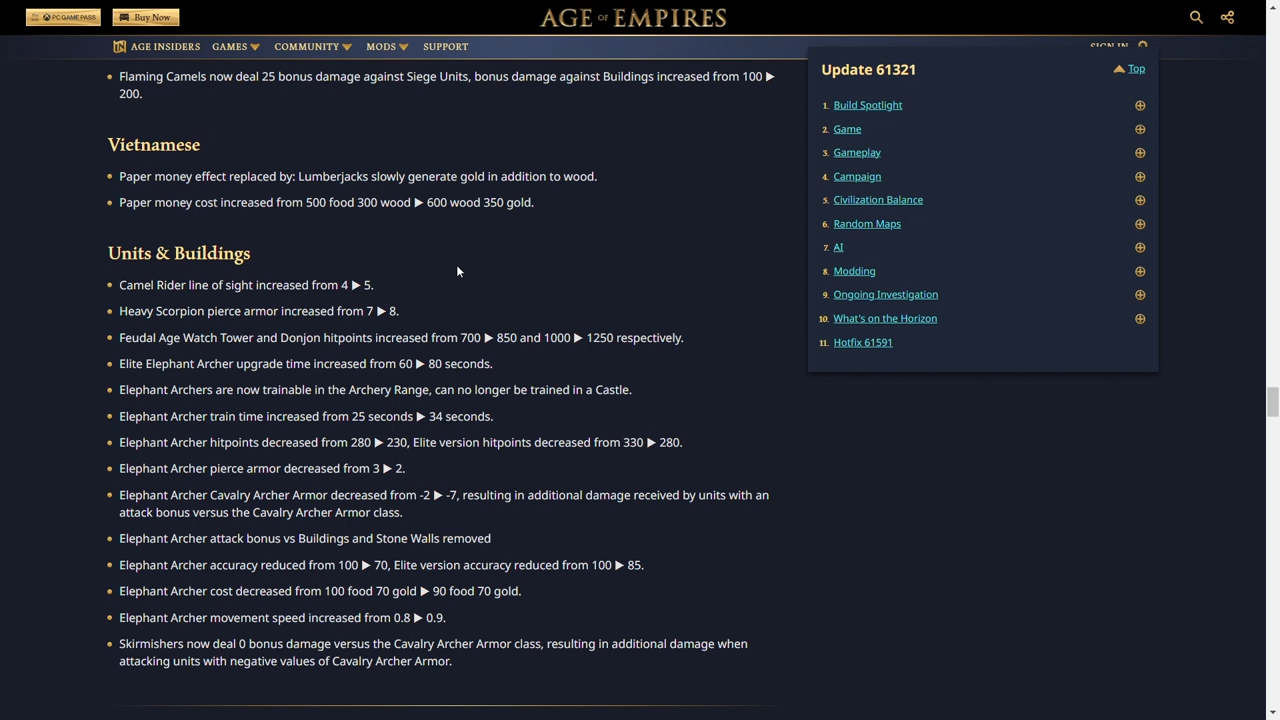 PC GAME PASS
Buy Now
AGE OF EMPIRES
AGE INSIDERS GAMES COMMUNITY MODS SUPPORT
SIGN IN
Flaming Camels now deal 25 bonus damage against Siege Units, bonus damage against Buildings increased from 100 ▶
200.
Vietnamese
Paper money effect replaced by: Lumberjacks slowly generate gold in addition to wood.
Paper money cost increased from 500 food 300 wood ▶ 600 wood 350 gold.
Units & Buildings
Camel Rider line of sight increased from 4 ▶ 5.
Heavy Scorpion pierce armor increased from 7 ▶ 8.
Feudal Age Watch Tower and Donjon hitpoints increased from 700 ▶ 850 and 1000 ▶ 1250 respectively.
Elite Elephant Archer upgrade time increased from 60 ▶ 80 seconds.
Elephant Archers are now trainable in the Archery Range, can no longer be trained in a Castle.
Elephant Archer train time increased from 25 seconds ▶ 34 seconds.
Elephant Archer hitpoints decreased from 280 ▶ 230, Elite version hitpoints decreased from 330 ▶ 280.
Elephant Archer pierce armor decreased from 3 ▶ 2.
Elephant Archer Cavalry Archer Armor decreased from -2 ▶ -7, resulting in additional damage received by units with an
attack bonus versus the Cavalry Archer Armor class.
Elephant Archer attack bonus vs Buildings and Stone Walls removed
Elephant Archer accuracy reduced from 100 ▶ 70, Elite version accuracy reduced from 100 ▶ 85.
Elephant Archer cost decreased from 100 food 70 gold ▶ 90 food 70 gold.
Elephant Archer movement speed increased from 0.8 ▶ 0.9.
Skirmishers now deal 0 bonus damage versus the Cavalry Archer Armor class, resulting in additional damage when
attacking units with negative values of Cavalry Archer Armor.
Update 61321
Top
1. Build Spotlight
2. Game
3. Gameplay
4. Campaign
5. Civilization Balance
6. Random Maps
7. AI
8. Modding
9. Ongoing Investigation
10. What's on the Horizon
11. Hotfix 61591